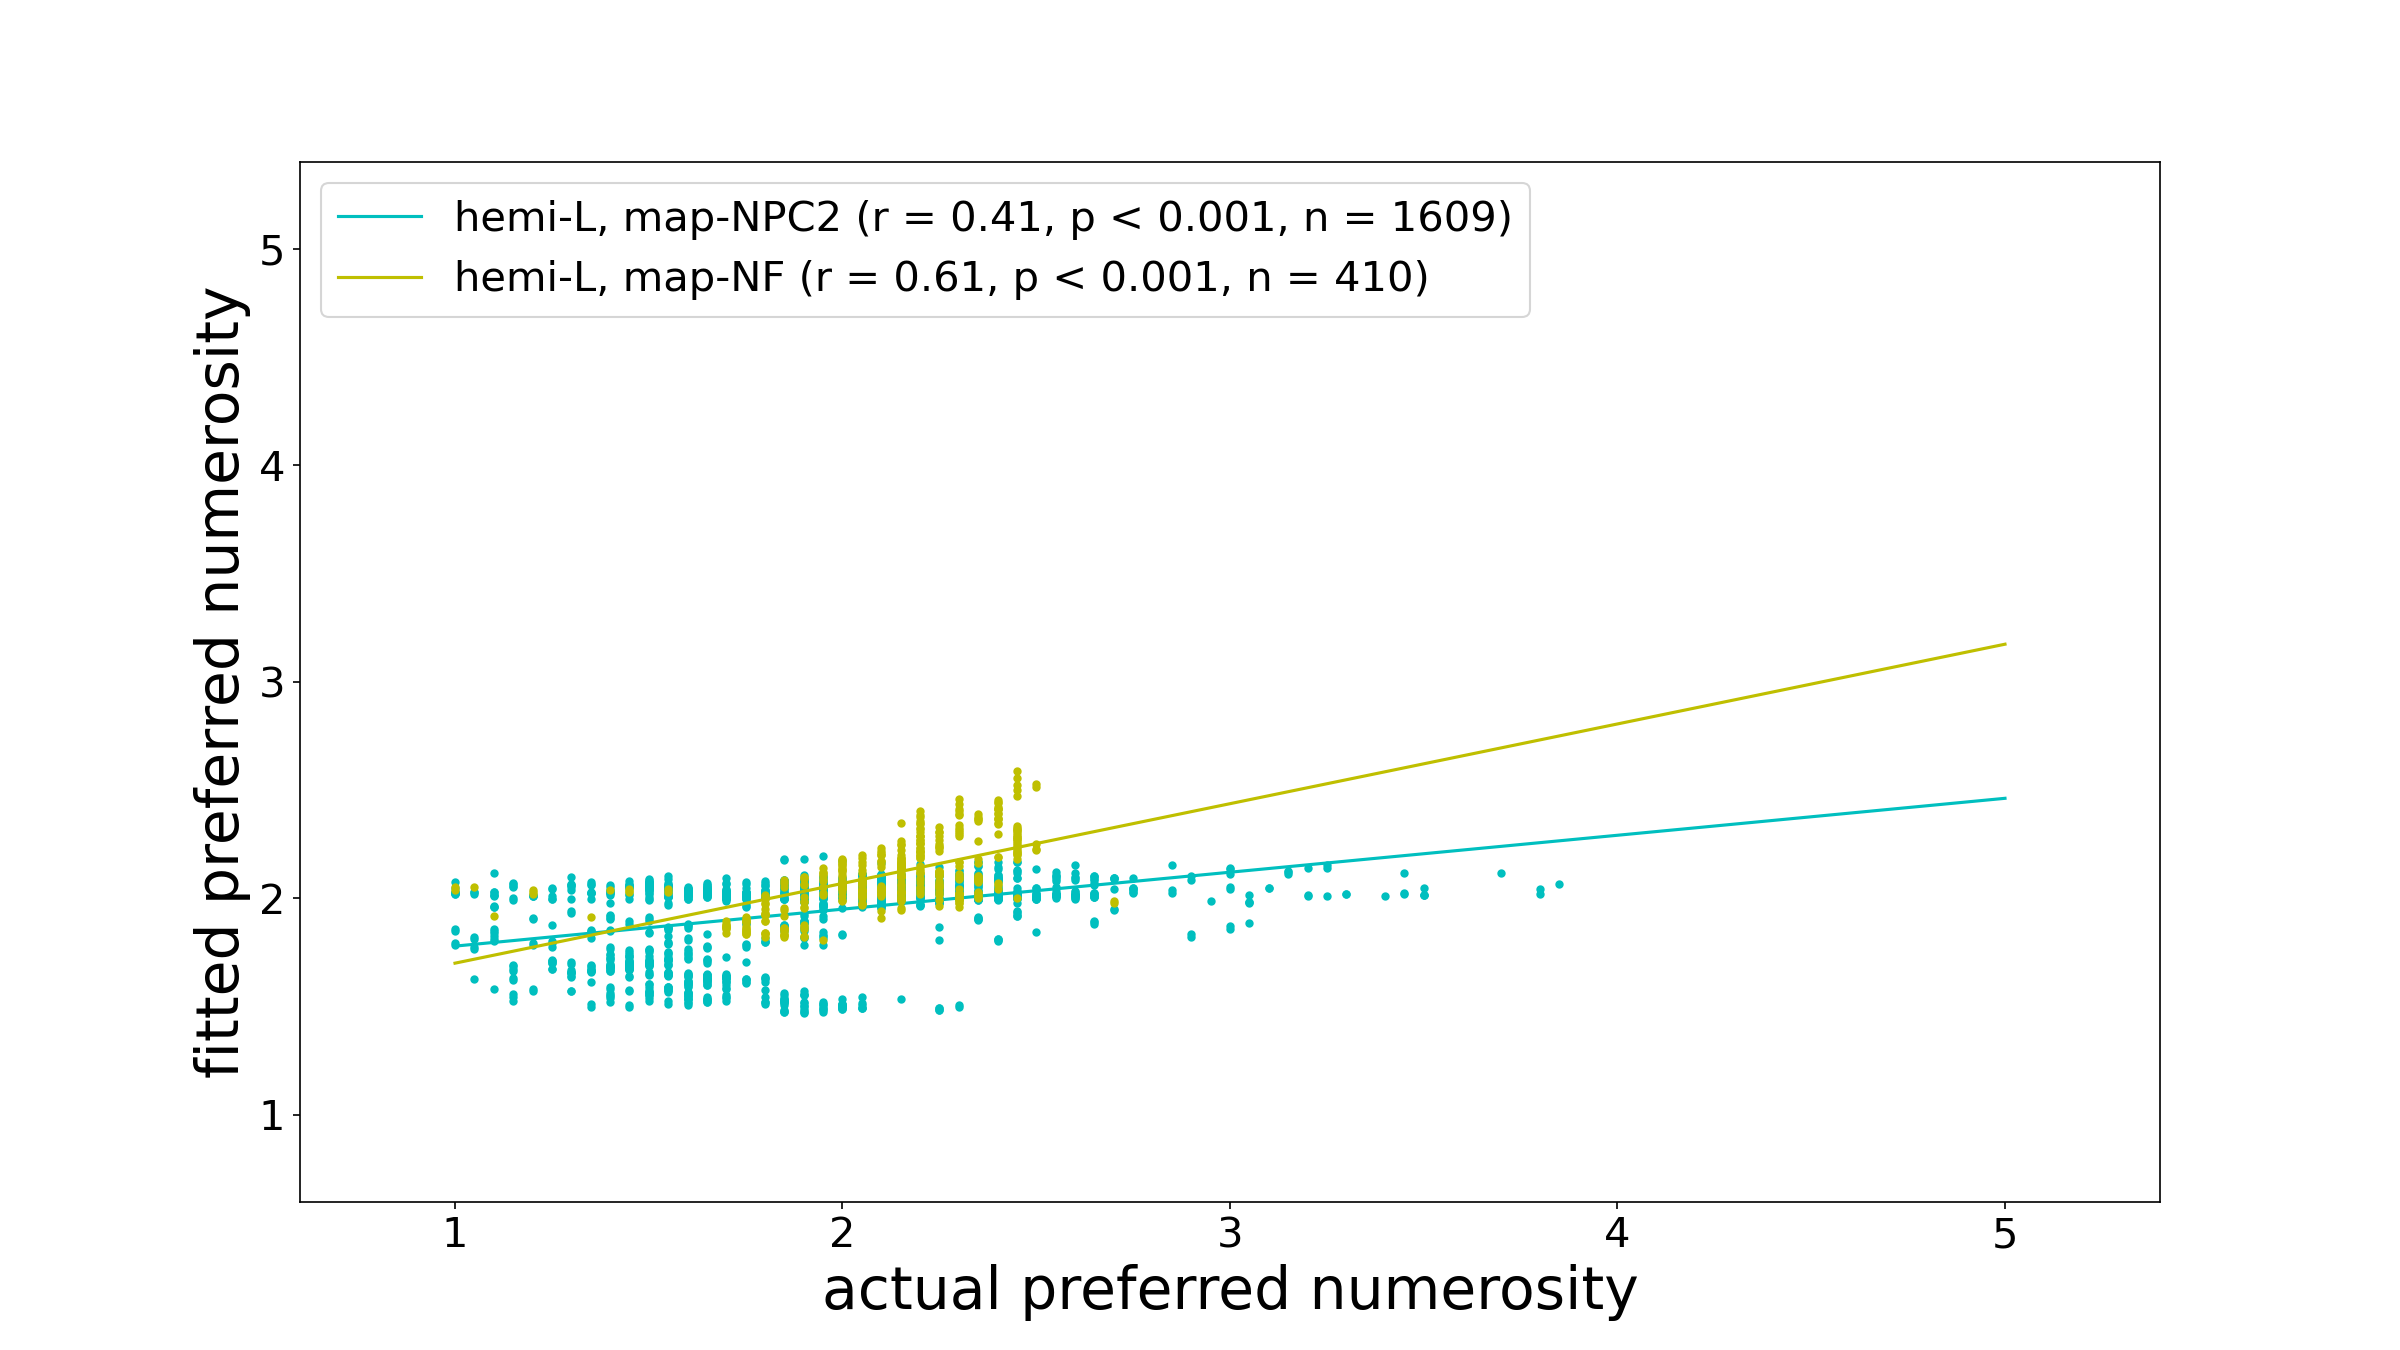 hemi-L, map-NPC2 (r = 0.41, p < 0.001, n = 1609)
hemi-L, map-NF (r = 0.61, p < 0.001, n = 410)
fitted preferred numerosity
5
4
3
2
1
1 2 3 4 5
actual preferred numerosity